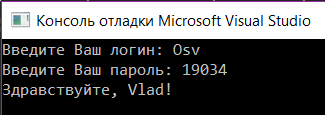 Консоль отладки Microsoft Visual Studio
Введите Ваш логин: Osv
Введите Ваш пароль: 19034
Здравствуйте, Vlad!